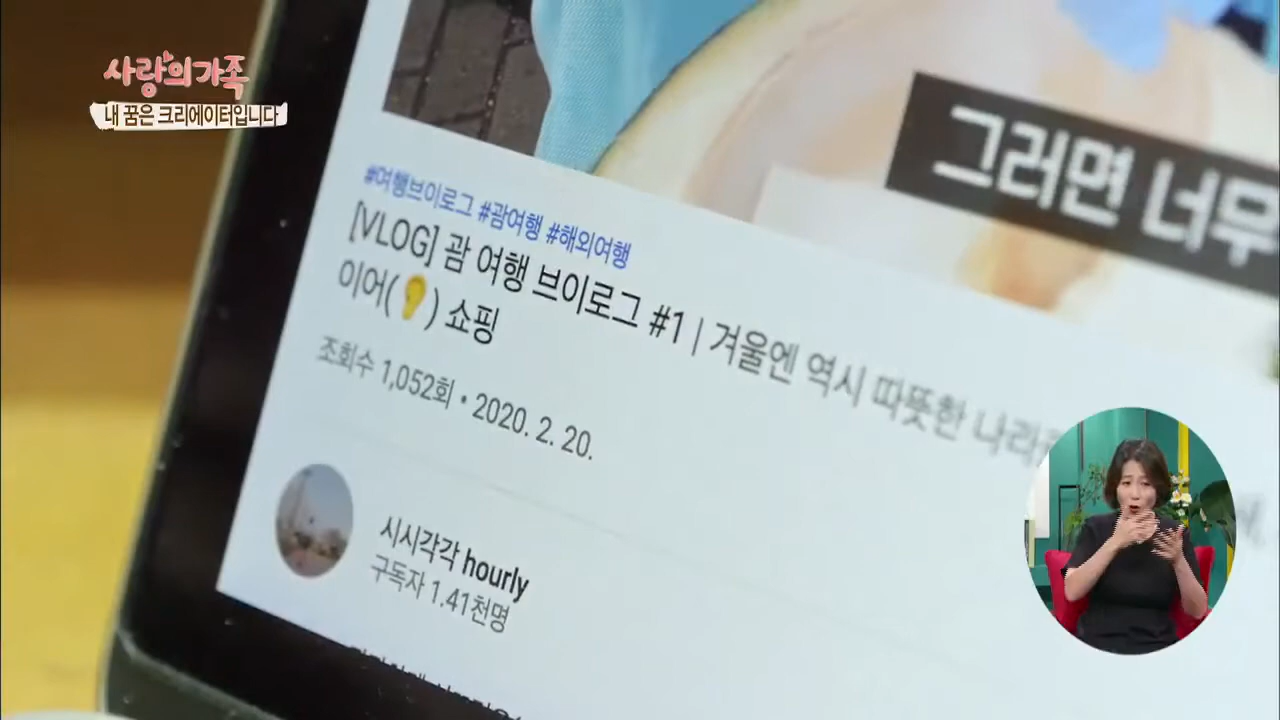 사랑의 가족
내 꿈은 크리에이터입니다
그러면 너무
#여행브이로그 #괌여행 #해외여행
[VLOG] 괌 여행 브이로그 #1 | 겨울엔 역시 따뜻한
이어(💡) 쇼핑
조회수 1,052회 • 2020. 2. 20.
시시각각 hourly
구독자 1.41천명